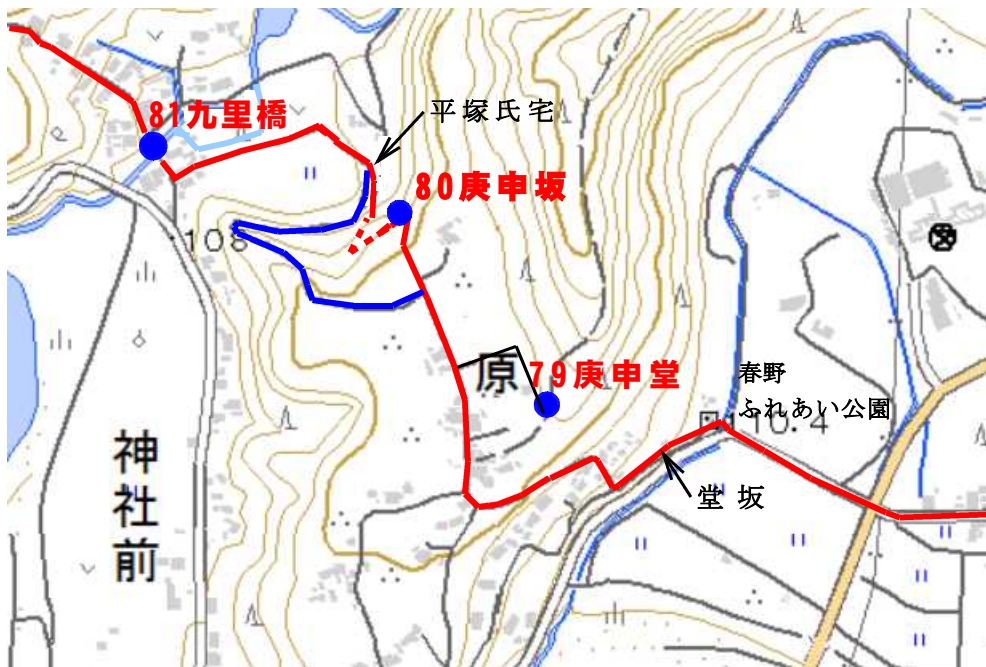 81九里橋
平塚氏宅
80庚申坂
・108
原
79庚申堂
春野
ふれあい公園
110.4
堂坂
神社前